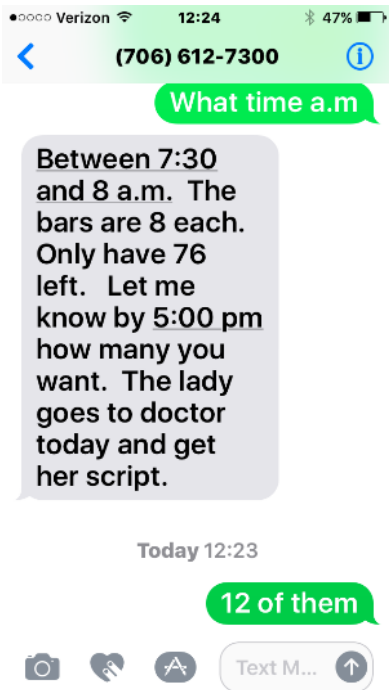 Verizon 12:24 47%
(706) 612-7300
What time a.m
Between 7:30
and 8 a.m. The
bars are 8 each.
Only have 76
left. Let me
know by 5:00 pm
how many you
want. The lady
goes to doctor
today and get
her script.
Today 12:23
12 of them
Text M...